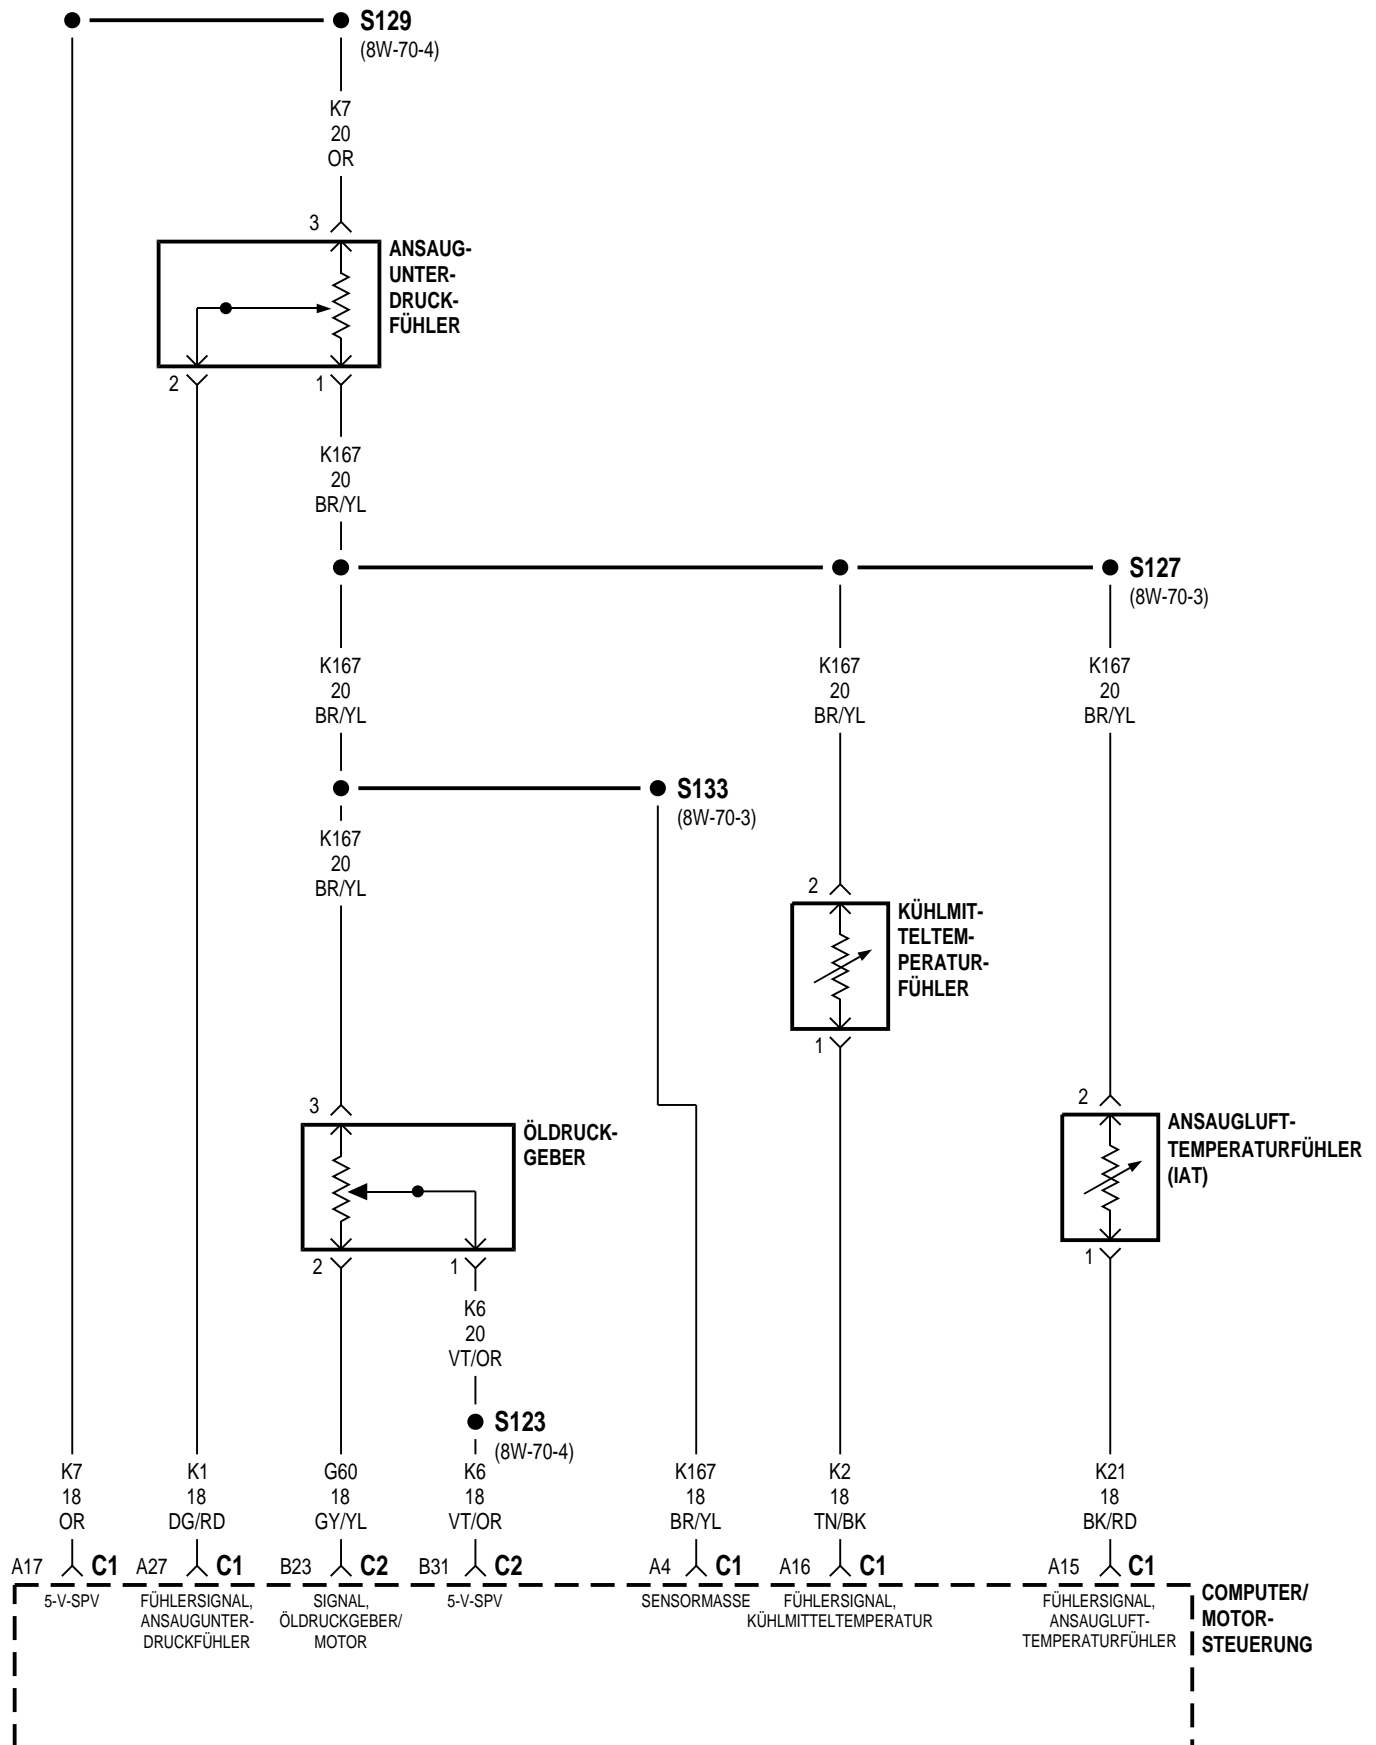 S129
(8W-70-4)
K7
20
OR
3
ANSAUG-
UNTER-
DRUCK-
FÜHLER
2
1
K167
20
BR/YL
S127
(8W-70-3)
K167
20
BR/YL
K167
20
BR/YL
K167
20
BR/YL
S133
(8W-70-3)
K167
20
BR/YL
2
KÜHLMIT-
TELTEM-
PERATUR-
FÜHLER
1
3
ÖLDRUCK-
GEBER
2
1
2
ANSAUGLUFT-
TEMPERATURFÜHLER
(IAT)
1
K6
20
VT/OR
S123
(8W-70-4)
K7
18
OR
K1
18
DG/RD
G60
18
GY/YL
K6
18
VT/OR
K167
18
BR/YL
K2
18
TN/BK
K21
18
BK/RD
A17 C1
A27 C1
B23 C2
B31 C2
A4 C1
A16 C1
A15 C1
5-V-SPV
FÜHLERSIGNAL,
ANSAUGUNTER-
DRUCKFÜHLER
SIGNAL,
ÖLDRUCKGEBER/
MOTOR
5-V-SPV
SENSORMASSE
FÜHLERSIGNAL,
KÜHLMITTELTEMPERATUR
FÜHLERSIGNAL,
ANSAUGLUFT-
TEMPERATURFÜHLER
COMPUTER/
MOTOR-
STEUERUNG